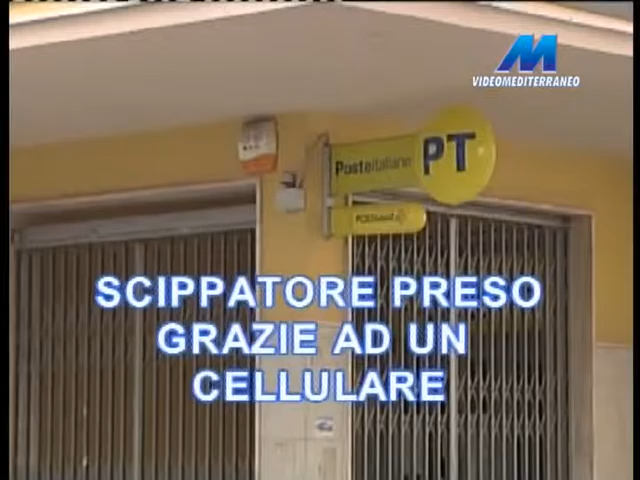 VIDEOMEDITERRANEO
Posteitaliane
PT
SCIPPATORE PRESO
GRAZIE AD UN
CELLULARE